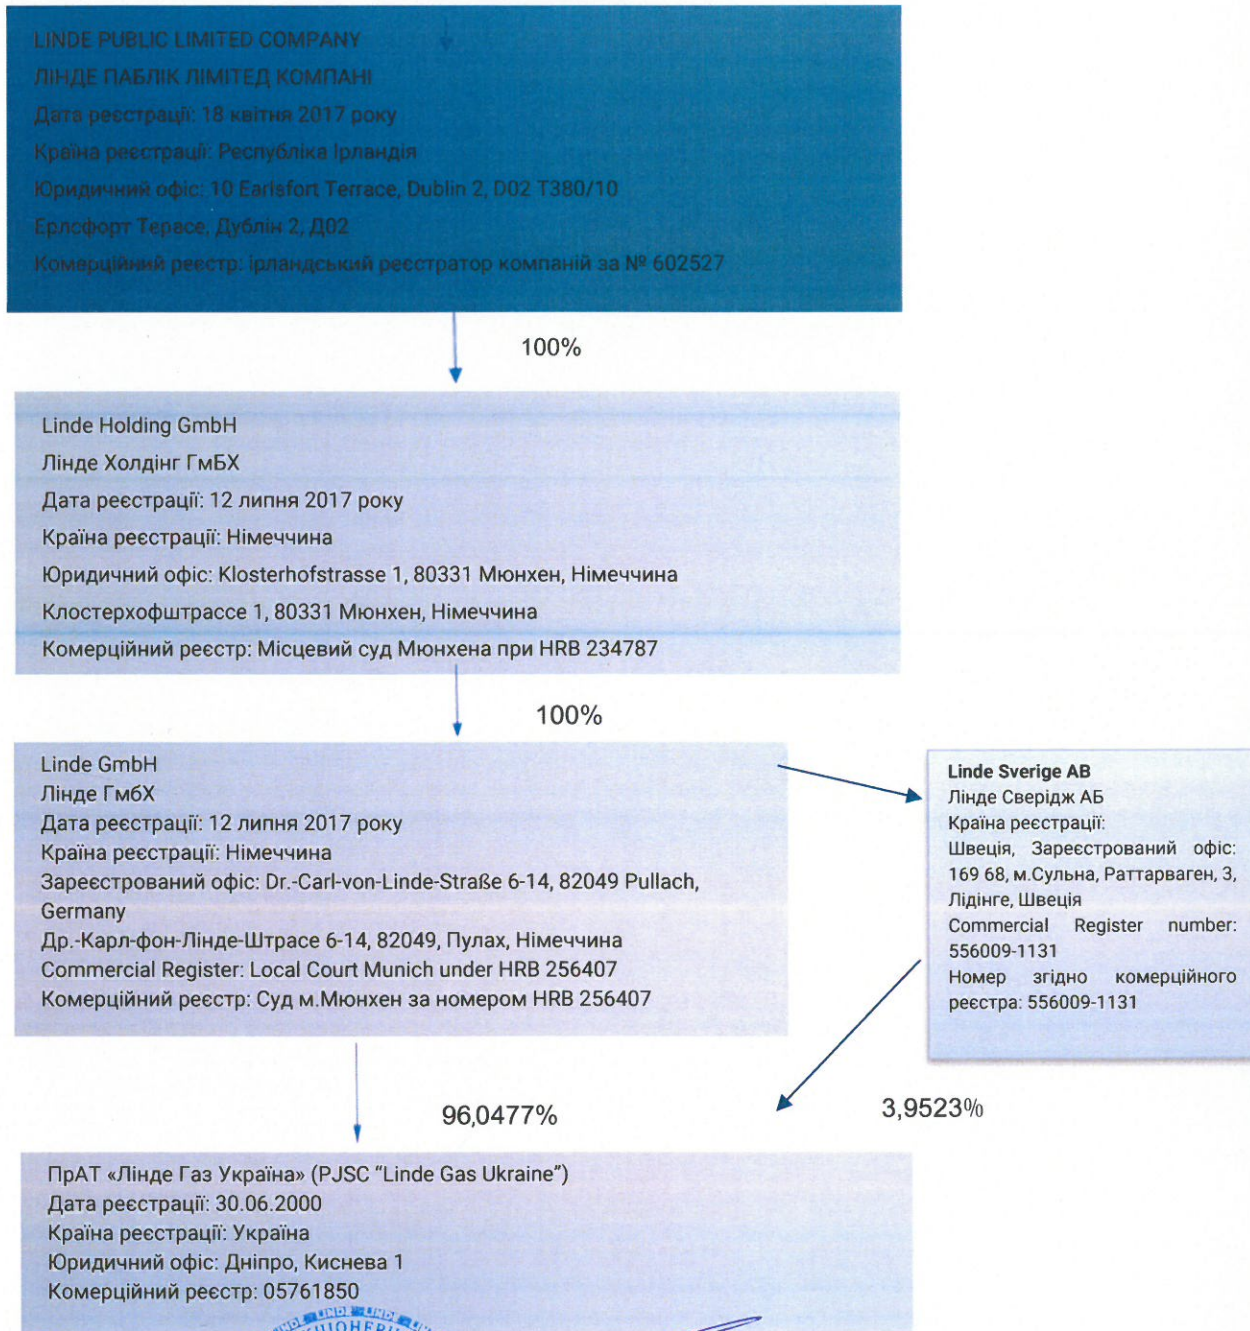 LINDE PUBLIC LIMITED COMPANY
ЛІНДЕ ПАБЛІК ЛІМІТЕД КОМПАНІ
Дата реєстрації: 18 квітня 2017 року
Країна реєстрації: Республіка Ірландія
Юридичний офіс: 10 Earlsfort Terrace, Dublin 2, D02 T380/10
Ерлсфорт Терасе, Дублін 2, Д02
Комерційний реєстр: ірландський реєстратор компаній за № 602527
100%
Linde Holding GmbH
Лінде Холдінг ГмБХ
Дата реєстрації: 12 липня 2017 року
Країна реєстрації: Німеччина
Юридичний офіс: Klosterhofstrasse 1, 80331 Мюнхен, Німеччина
Клостерхофштрассе 1, 80331 Мюнхен, Німеччина
Комерційний реєстр: Місцевий суд Мюнхена при HRB 234787
100%
Linde GmbH
Лінде ГмбХ
Дата реєстрації: 12 липня 2017 року
Країна реєстрації: Німеччина
Зареєстрований офіс: Dr.-Carl-von-Linde-Straße 6-14, 82049 Pullach,
Germany
Др.-Карл-фон-Лінде-Штрасе 6-14, 82049, Пулах, Німеччина
Commercial Register: Local Court Munich under HRB 256407
Комерційний реєстр: Суд м.Мюнхен за номером HRB 256407
Linde Sverige AB
Лінде Сверідж АБ
Країна реєстрації:
Швеція, Зареєстрований офіс:
169 68, м.Сульна, Раттарваген, 3,
Лідінге, Швеція
Commercial Register number:
556009-1131
Номер згідно комерційного
реєстра: 556009-1131
96,0477%
3,9523%
ПрАТ «Лінде Газ Україна» (PJSC “Linde Gas Ukraine”)
Дата реєстрації: 30.06.2000
Країна реєстрації: Україна
Юридичний офіс: Дніпро, Киснева 1
Комерційний реєстр: 05761850
LINDE LINDE